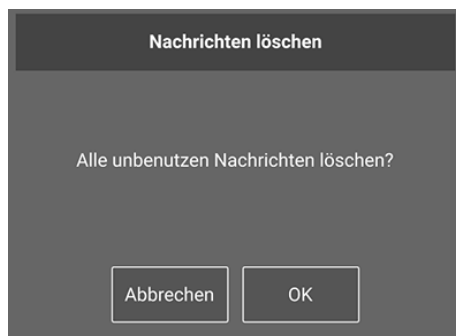 Nachrichten löschen
Alle unbenutzen Nachrichten löschen?
Abbrechen
OK